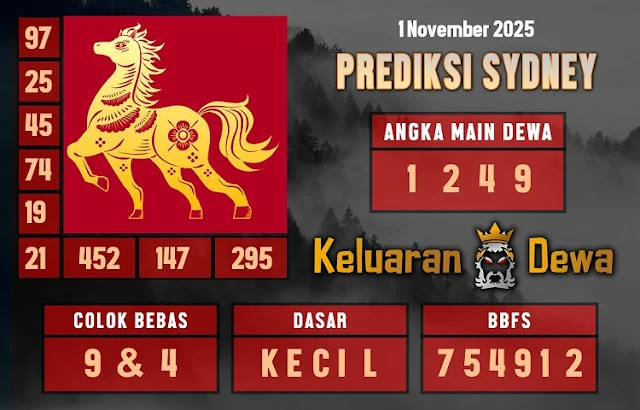 1 November 2025
PREDIKSI SYDNEY
97
25
45
74
19
21 452 147 295
ANGKA MAIN DEWA
1 2 4 9
Keluaran Dewa
COLOK BEBAS
9 & 4
DASAR
KECIL
BBFS
754912